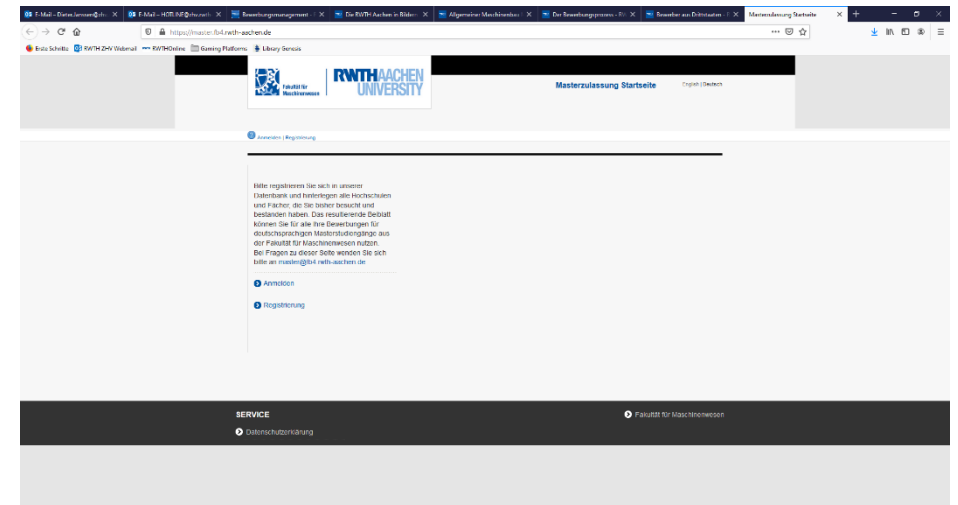 E-Mail – Dieter.Janssen@zhv
E-Mail – HOTLINE@zhv.rwth
Bewerbungsmanagement -
Die RWTH Aachen in Bildern
Allgemeiner Maschinenbau
Der Bewerbungsprozess - RW
Bewerber aus Drittstaaten -
Masterzulassung Startseite
https://master.fb4.rwth-aachen.de
Erste Schritte
RWTH ZHV Webmail
RWTHOnline
Gaming Platforms
Library Genesis
Fakultät für
Maschinenwesen
RWTHAACHEN
UNIVERSITY
Masterzulassung Startseite
English | Deutsch
Anmelden | Registrierung
Bitte registrieren Sie sich in unserer
Datenbank und hinterlegen alle Hochschulen
und Fächer, die Sie bisher besucht und
bestanden haben. Das resultierende Beiblatt
können Sie für alle Ihre Bewerbungen für
deutschsprachigen Masterstudiengänge aus
der Fakultät für Maschinenwesen nutzen.
Bei Fragen zu dieser Seite wenden Sie sich
bitte an master@fb4.rwth-aachen.de
Anmelden
Registrierung
SERVICE
Datenschutzerklärung
Fakultät für Maschinenwesen